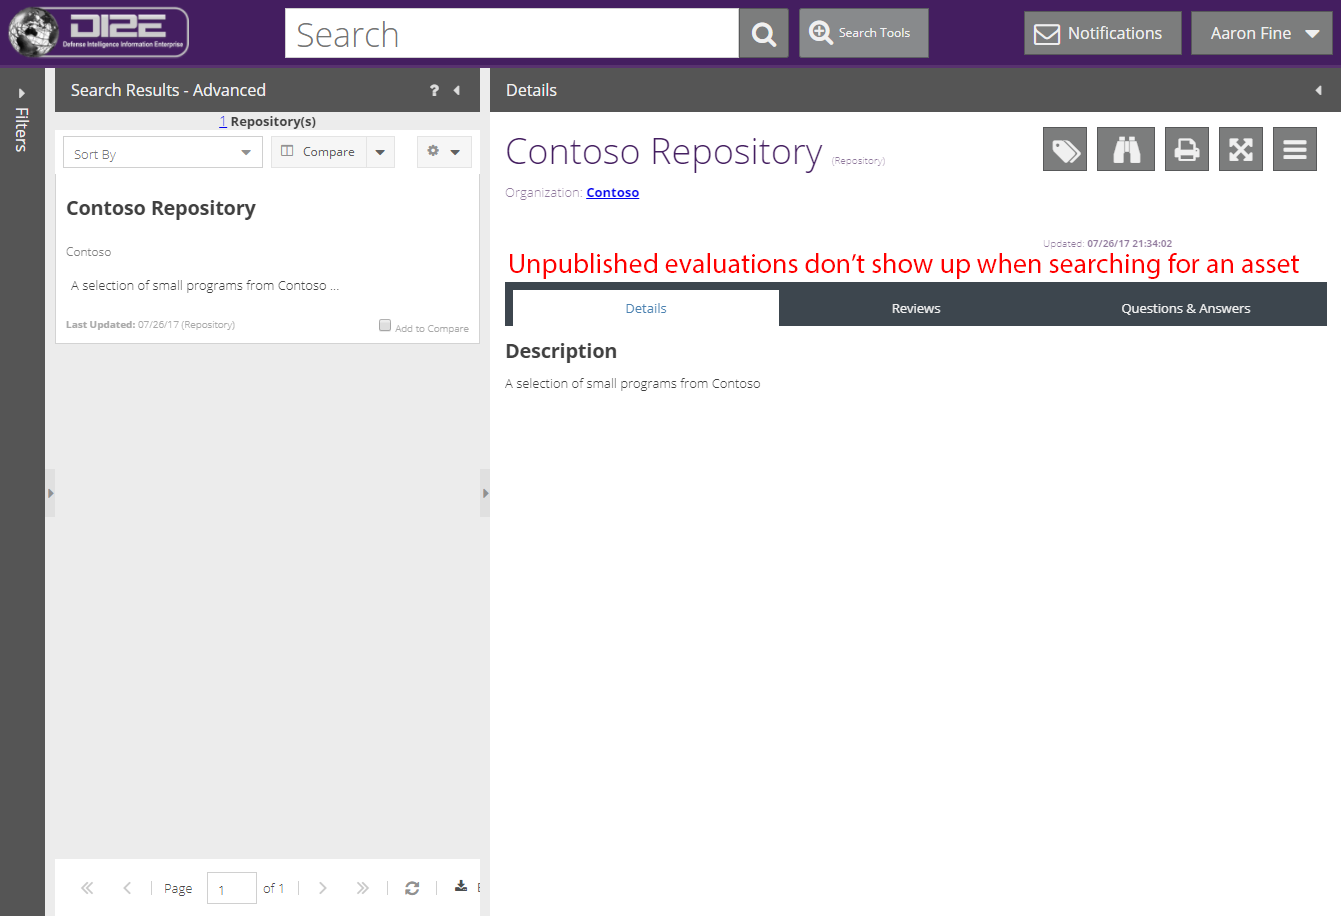 DI2E
Defense Intelligence Information Enterprise
Search
Search Tools
Notifications
Aaron Fine
Filters
Search Results - Advanced
?
1 Repository(s)
Sort By
Compare
Contoso Repository
Contoso
A selection of small programs from Contoso ...
Last Updated: 07/26/17 (Repository)
Add to Compare
Page 1 of 1
Details
Contoso Repository (Repository)
Organization: Contoso
Updated: 07/26/17 21:34:02
Unpublished evaluations don't show up when searching for an asset
Details
Reviews
Questions & Answers
Description
A selection of small programs from Contoso